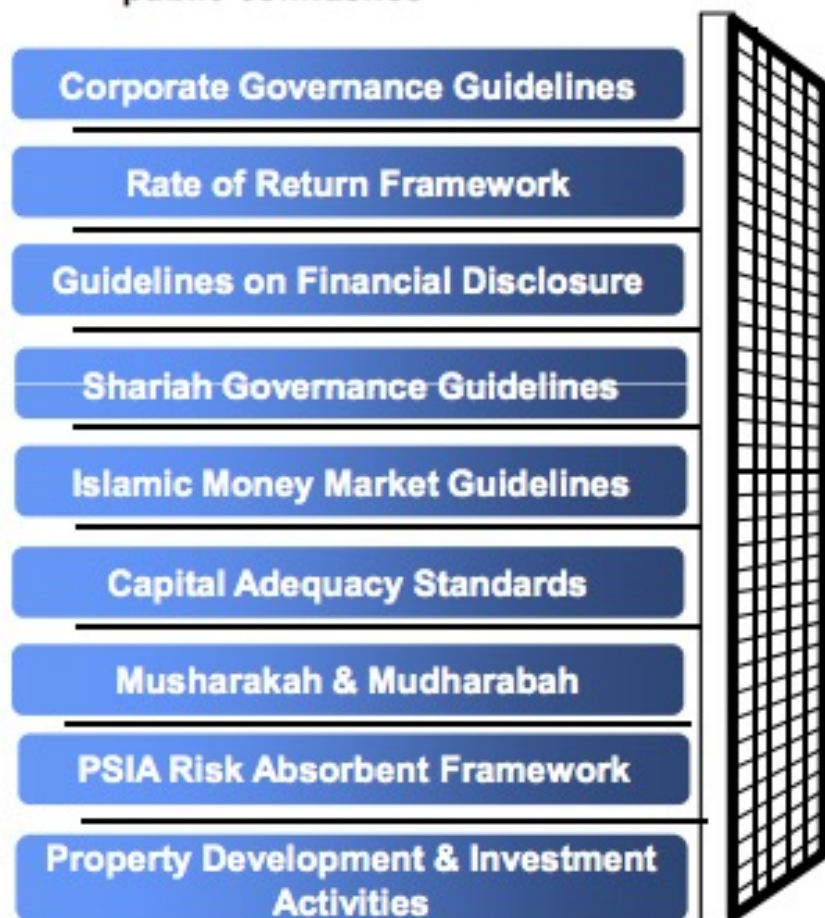 Corporate Governance Guidelines
Rate of Return Framework
Guidelines on Financial Disclosure
Shariah Governance Guidelines
Islamic Money Market Guidelines
Capital Adequacy Standards
Musharakah & Mudharabah
PSIA Risk Absorbent Framework
Property Development & Investment
Activities